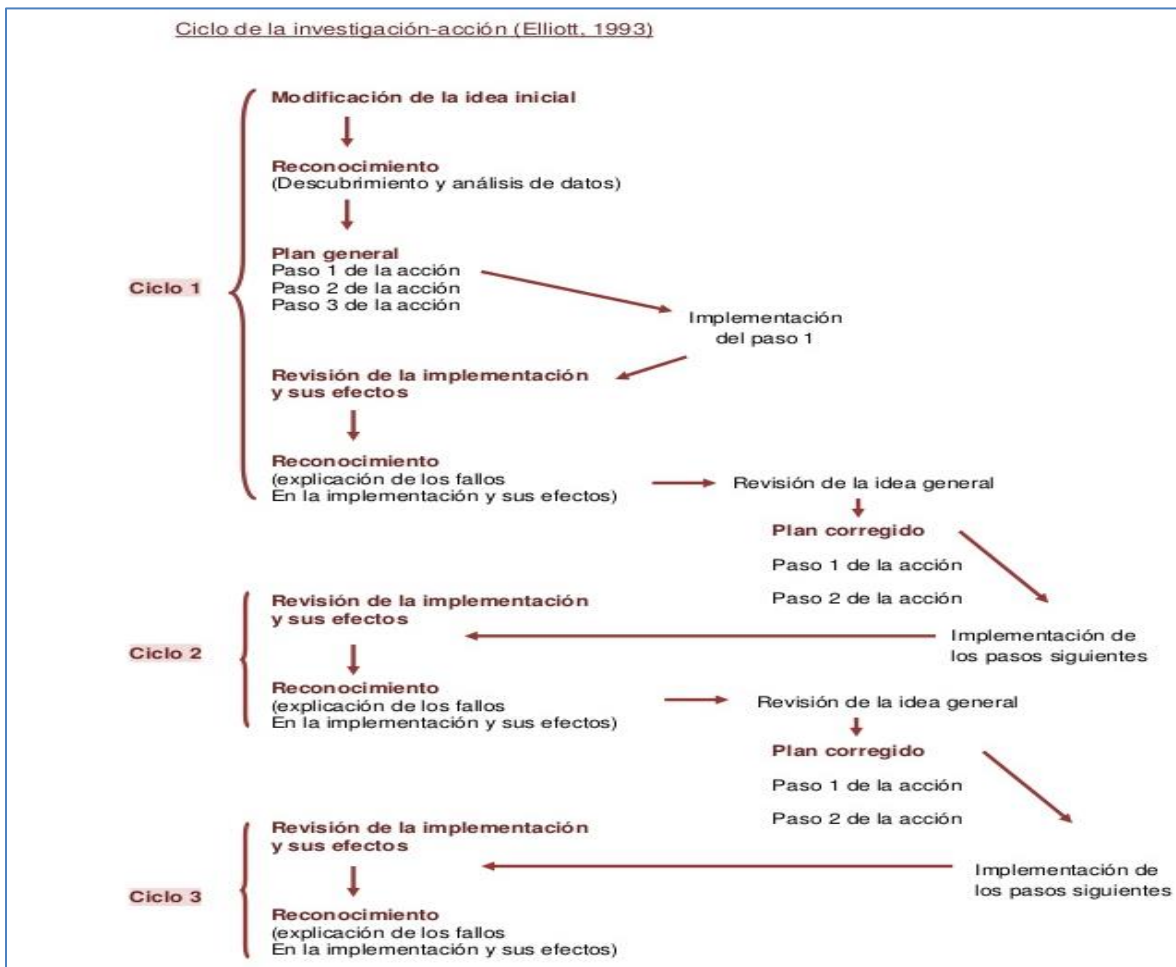 Ciclo de la investigación-acción (Elliott, 1993)
Modificación de la idea inicial
Reconocimiento
(Descubrimiento y análisis de datos)
Plan general
Paso 1 de la acción
Paso 2 de la acción
Paso 3 de la acción
Ciclo 1
Implementación
del paso 1
Revisión de la implementación
y sus efectos
Reconocimiento
(explicación de los fallos
En la implementación y sus efectos)
Revisión de la idea general
Plan corregido
Paso 1 de la acción
Paso 2 de la acción
Implementación de
los pasos siguientes
Ciclo 2
Revisión de la implementación
y sus efectos
Reconocimiento
(explicación de los fallos
En la implementación y sus efectos)
Revisión de la idea general
Plan corregido
Paso 1 de la acción
Paso 2 de la acción
Implementación de
los pasos siguientes
Ciclo 3
Revisión de la implementación
y sus efectos
Reconocimiento
(explicación de los fallos
En la implementación y sus efectos)